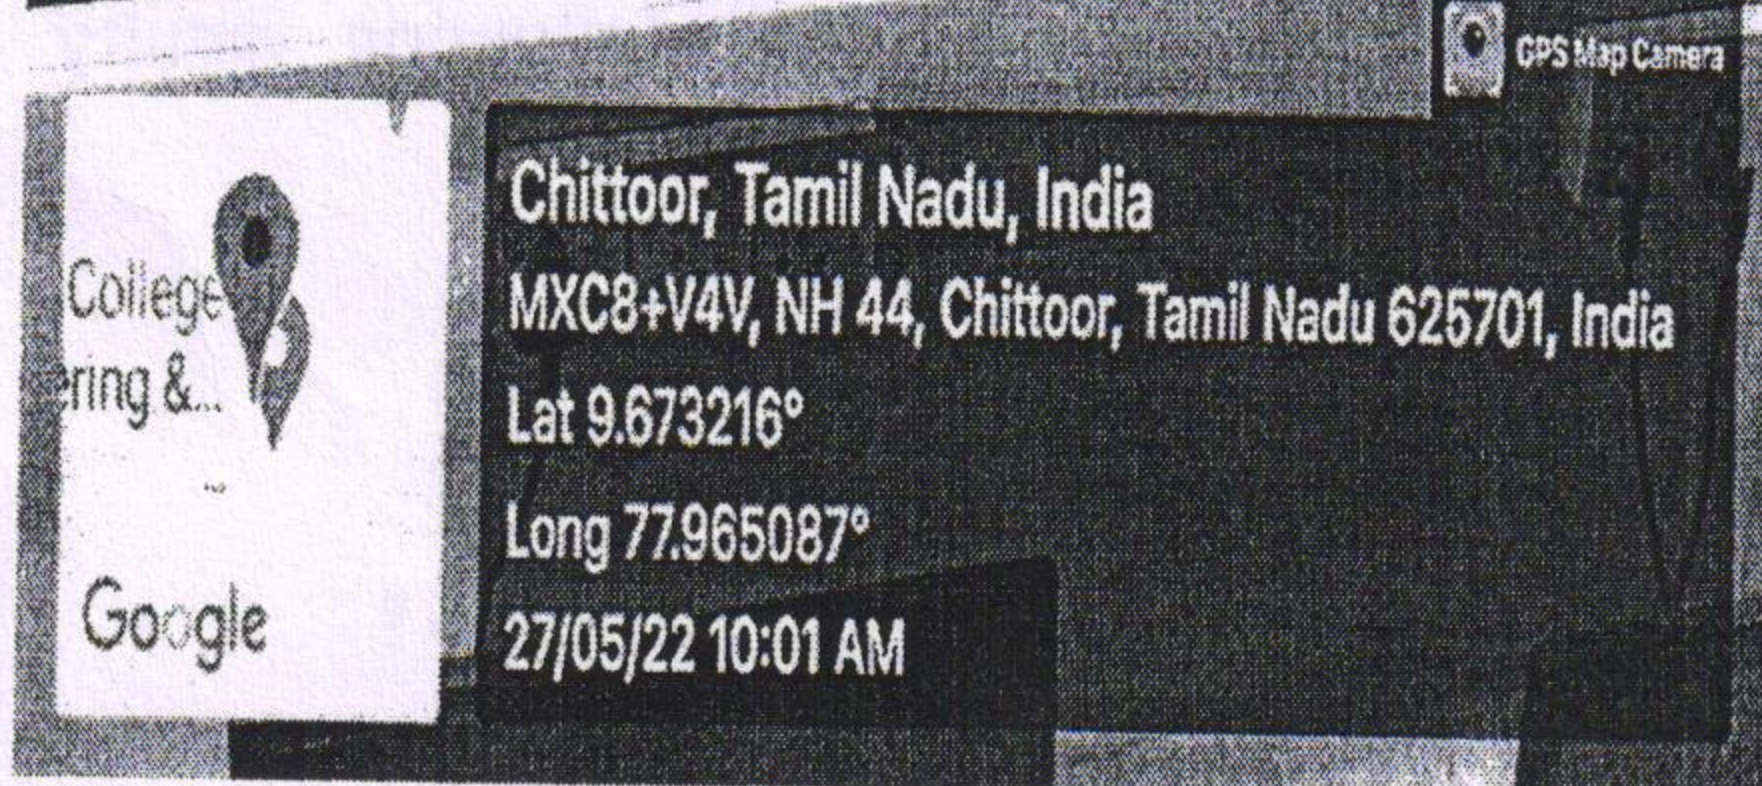 GPS Map Camera
Chittoor, Tamil Nadu, India
MXC8+V4V, NH 44, Chittoor, Tamil Nadu 625701, India
Lat 9.673216°
Long 77.965087°
27/05/22 10:01 AM
College
ering &...
Google